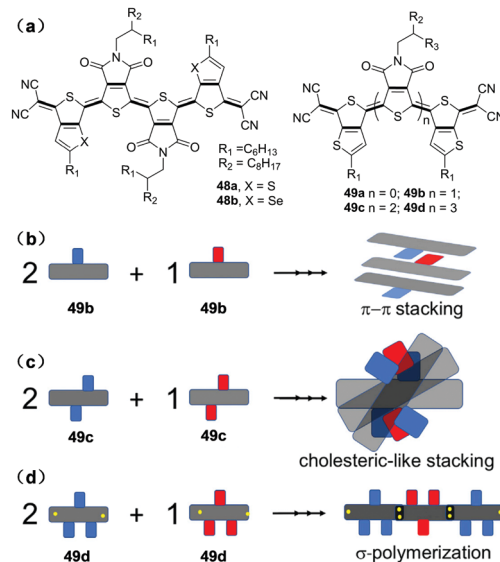 (a)
R2
R1
N
O
O
NC
CN
S
S
X
R1
X
S
S
CN
CN
O
O
N
R1
R2
R1 =C6H13
R2 = C8H17
48a, X = S
48b, X = Se
R2
R3
N
O
O
NC
CN
S
S
S
n
CN
CN
S
S
R1
R1
49a n = 0; 49b n = 1;
49c n = 2; 49d n = 3
(b)
2 + 1
49b 49b
π−π stacking
(c)
2 + 1
49c 49c
cholesteric-like stacking
(d)
2 + 1
49d 49d
σ-polymerization